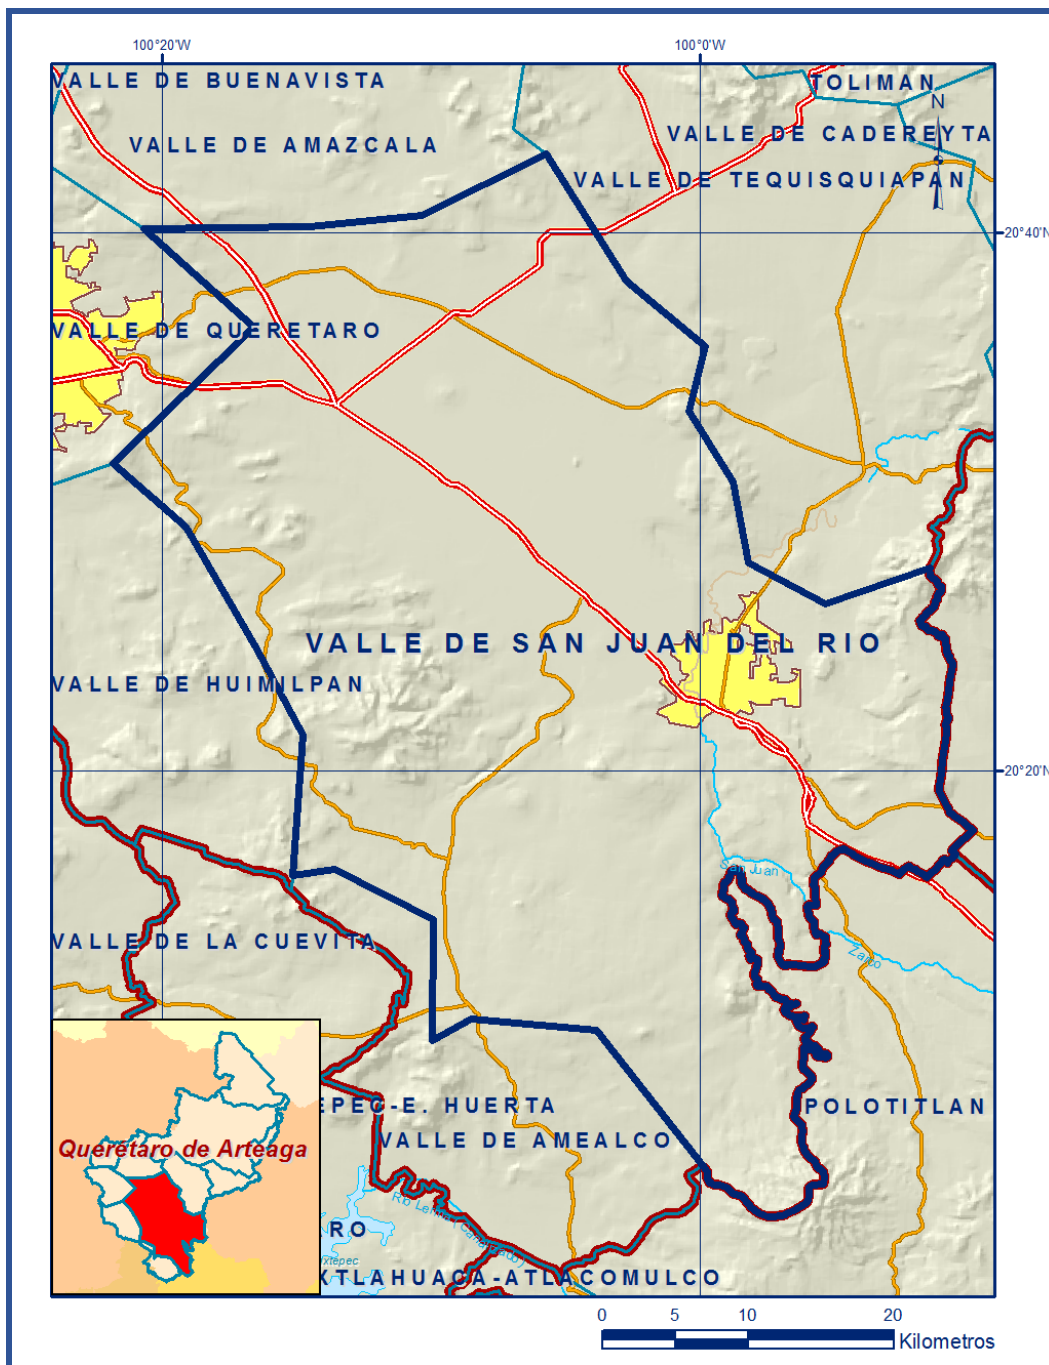 100°20'W
100°0'W
VALLE DE BUENAVISTA
TOLIMAN
N
VALLE DE AMAZCALA
VALLE DE CADEREYTA
VALLE DE TEQUISQUIAPAN
20°40'N
VALLE DE QUERETARO
VALLE DE SAN JUAN DEL RIO
VALLE DE HUIMILPAN
20°20'N
San Juan
VALLE DE LA CUEVITA
Zarco
EPEC-E. HUERTA
POLOTITLAN
VALLE DE AMEALCO
Querétaro de Arteaga
Rio Lerma
RO
XTLAHUACA-ATLACOMULCO
0 5 10 20
Kilometros